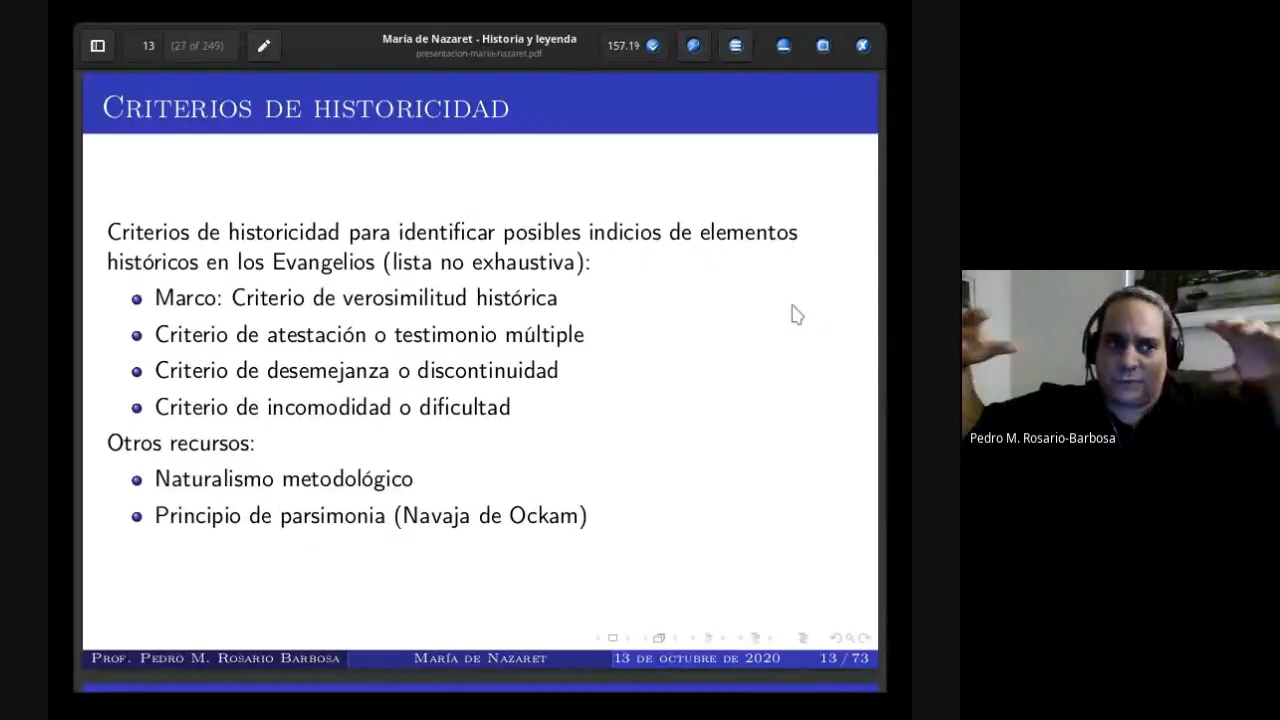 13 (27 of 249)
María de Nazaret - Historia y leyenda
presentacion-maria-nazaret.pdf
157.19
CRITERIOS DE HISTORICIDAD
Criterios de historicidad para identificar posibles indicios de elementos
históricos en los Evangelios (lista no exhaustiva):
Marco: Criterio de verosimilitud histórica
Criterio de atestación o testimonio múltiple
Criterio de desemejanza o discontinuidad
Criterio de incomodidad o dificultad
Otros recursos:
Naturalismo metodológico
Principio de parsimonia (Navaja de Ockam)
PROF. PEDRO M. ROSARIO BARBOSA MARÍA DE NAZARET 13 DE OCTUBRE DE 2020 13 / 73
Pedro M. Rosario-Barbosa